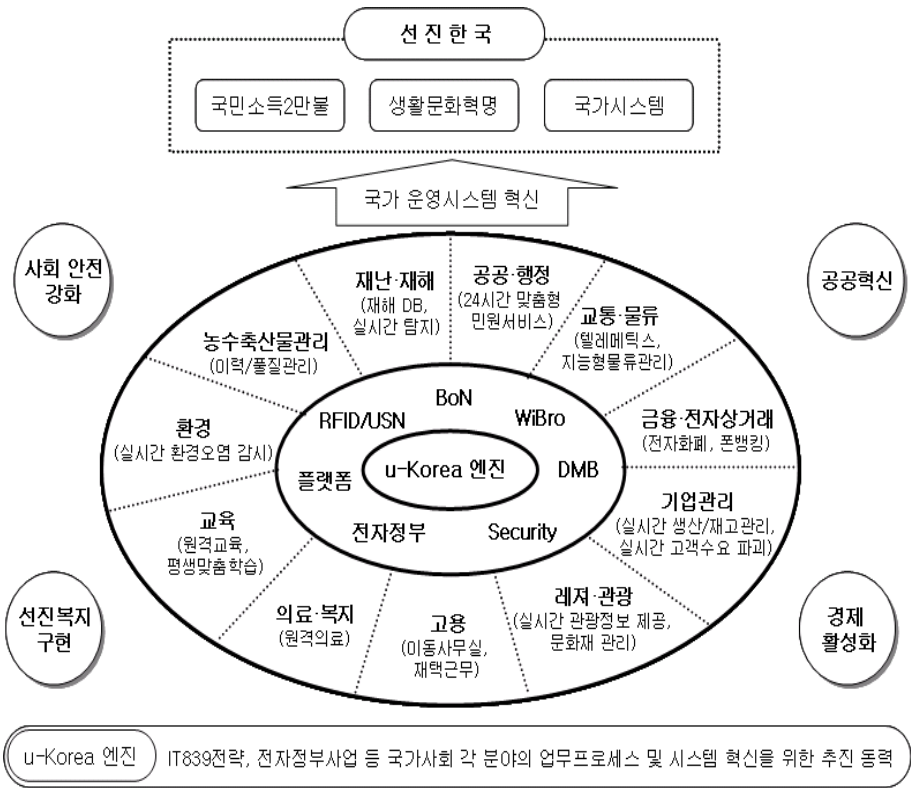 선진한국
국민소득2만불
생활문화혁명
국가시스템
국가 운영시스템 혁신
사회 안전
강화
공공혁신
재난·재해
(재해 DB,
실시간 탐지)
공공·행정
(24시간 맞춤형
민원서비스)
교통·물류
(텔레메틱스,
지능형물류관리)
농수축산물관리
(이력/품질관리)
금융·전자상거래
(전자화폐, 폰뱅킹)
환경
(실시간 환경오염 감시)
기업관리
(실시간 생산/재고관리,
실시간 고객수요 파괴)
교육
(원격교육,
평생맞춤학습)
레져·관광
(실시간 관광정보 제공,
문화재 관리)
의료·복지
(원격의료)
고용
(이동사무실,
재택근무)
BoN
RFID/USN
WiBro
플랫폼
u-Korea 엔진
DMB
전자정부
Security
선진복지
구현
경제
활성화
u-Korea 엔진
IT839전략, 전자정부사업 등 국가사회 각 분야의 업무프로세스 및 시스템 혁신을 위한 추진 동력